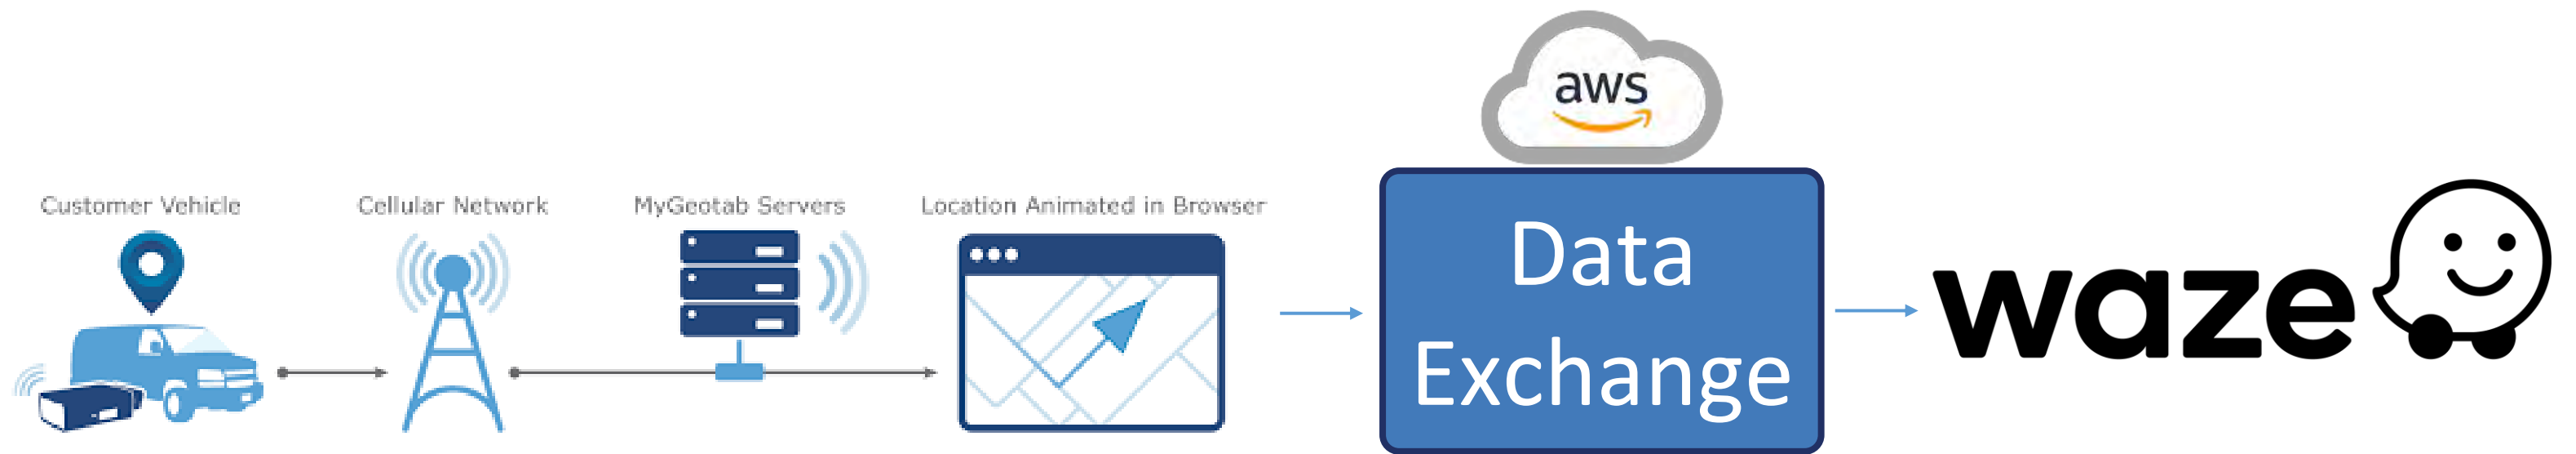 aws
Customer Vehicle
Cellular Network
MyGeotab Servers
Location Animated in Browser
Data
Exchange
waze